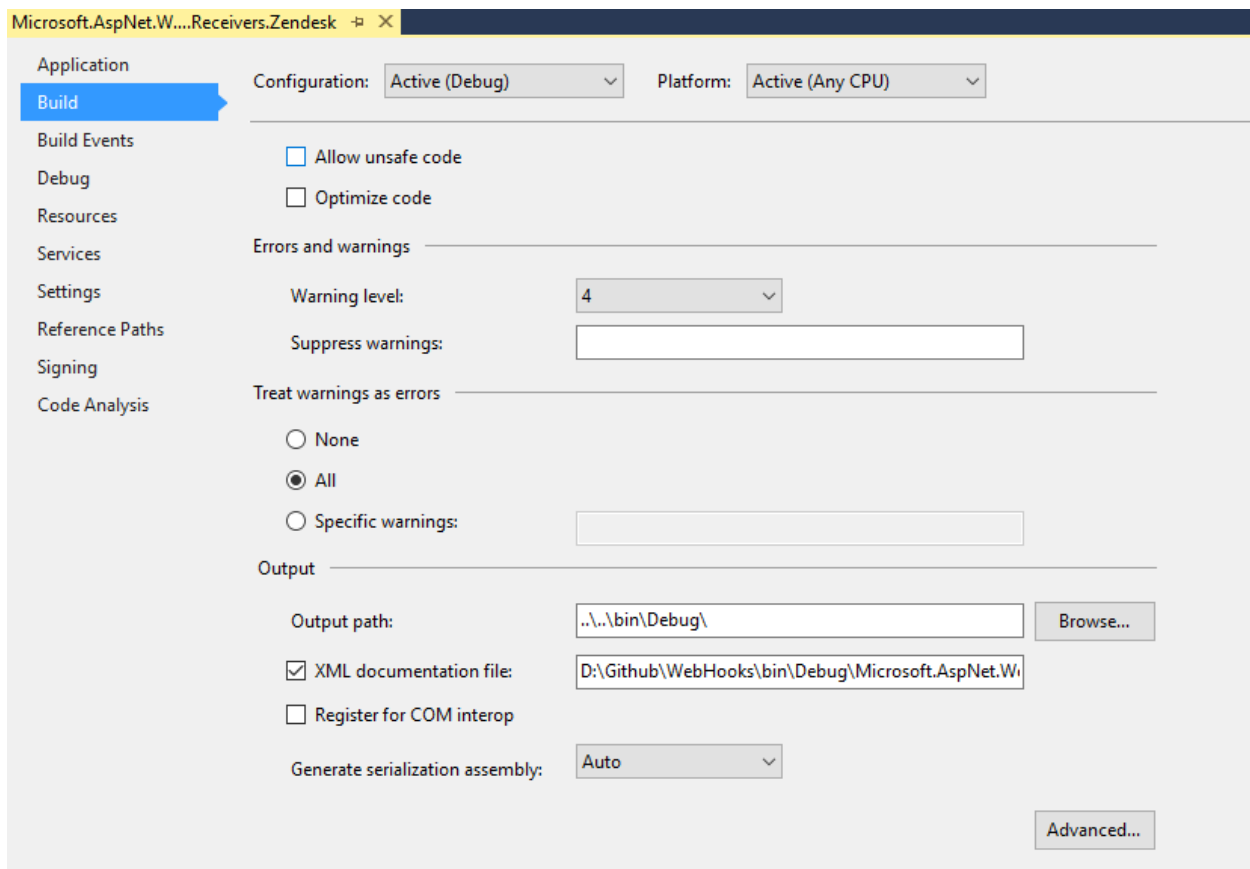 Microsoft.AspNet.W....Receivers.Zendesk
Application
Build
Build Events
Debug
Resources
Services
Settings
Reference Paths
Signing
Code Analysis
Configuration: Active (Debug) Platform: Active (Any CPU)
Allow unsafe code
Optimize code
Errors and warnings
Warning level: 4
Suppress warnings:
Treat warnings as errors
None
All
Specific warnings:
Output
Output path: ..\..\bin\Debug\ Browse...
XML documentation file: D:\Github\WebHooks\bin\Debug\Microsoft.AspNet.W
Register for COM interop
Generate serialization assembly: Auto
Advanced...